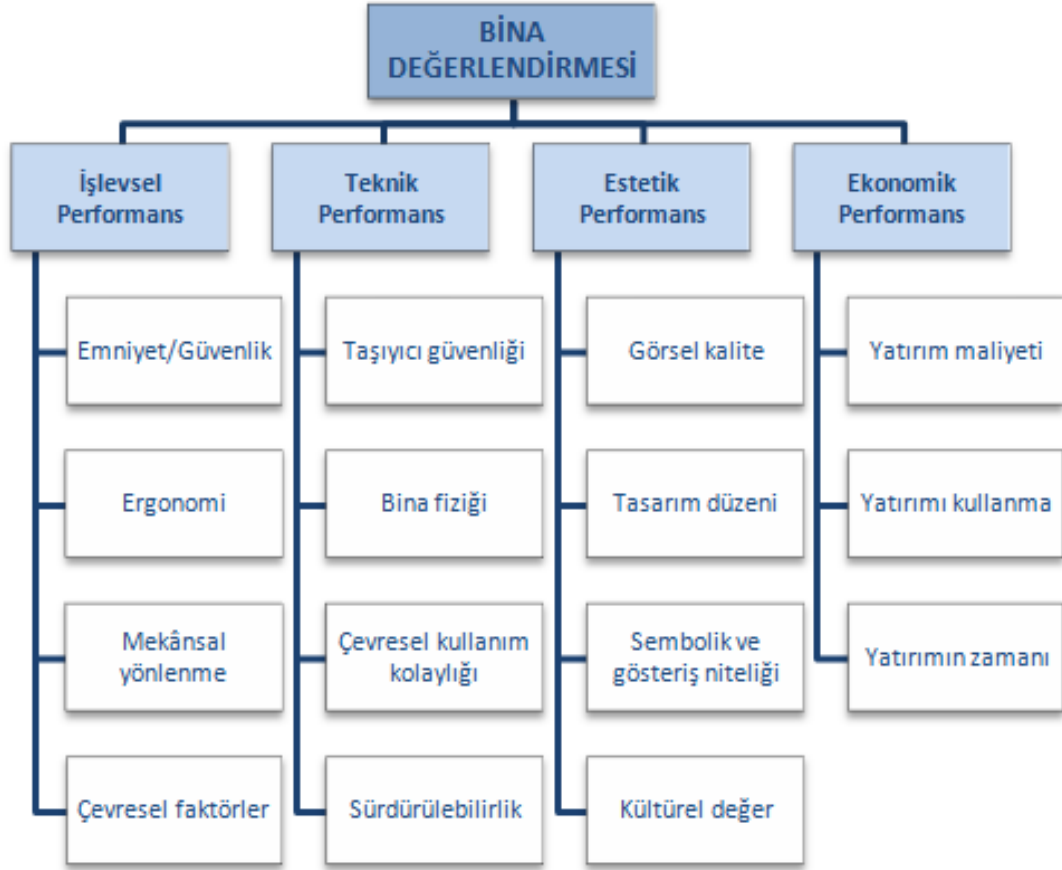 BİNA
DEĞERLENDİRMESİ
İşlevsel
Performans
Teknik
Performans
Estetik
Performans
Ekonomik
Performans
Emniyet/Güvenlik
Taşıyıcı güvenliği
Görsel kalite
Yatırım maliyeti
Ergonomi
Bina fiziği
Tasarım düzeni
Yatırımı kullanma
Mekânsal
yönlenme
Çevresel kullanım
kolaylığı
Sembolik ve
gösteriş niteliği
Yatırımın zamanı
Çevresel faktörler
Sürdürülebilirlik
Kültürel değer